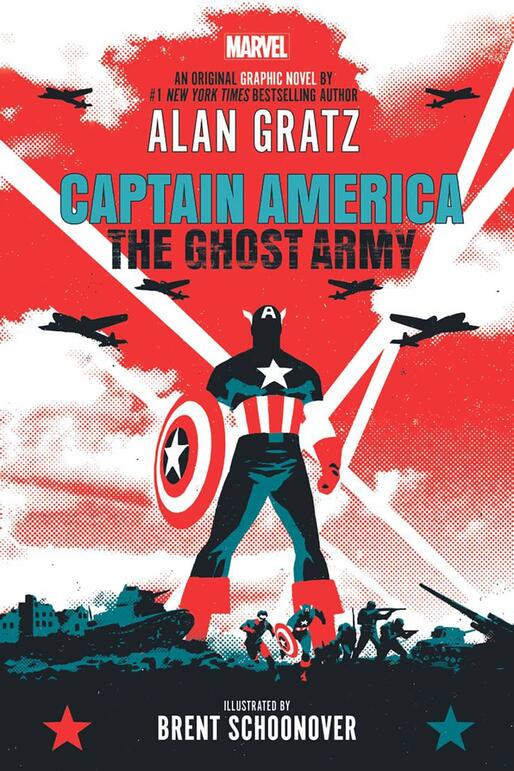 MARVEL
AN ORIGINAL GRAPHIC NOVEL BY
#1 NEW YORK TIMES BESTSELLING AUTHOR
ALAN GRATZ
CAPTAIN AMERICA
THE GHOST ARMY
A
ILLUSTRATED BY
BRENT SCHOONOVER